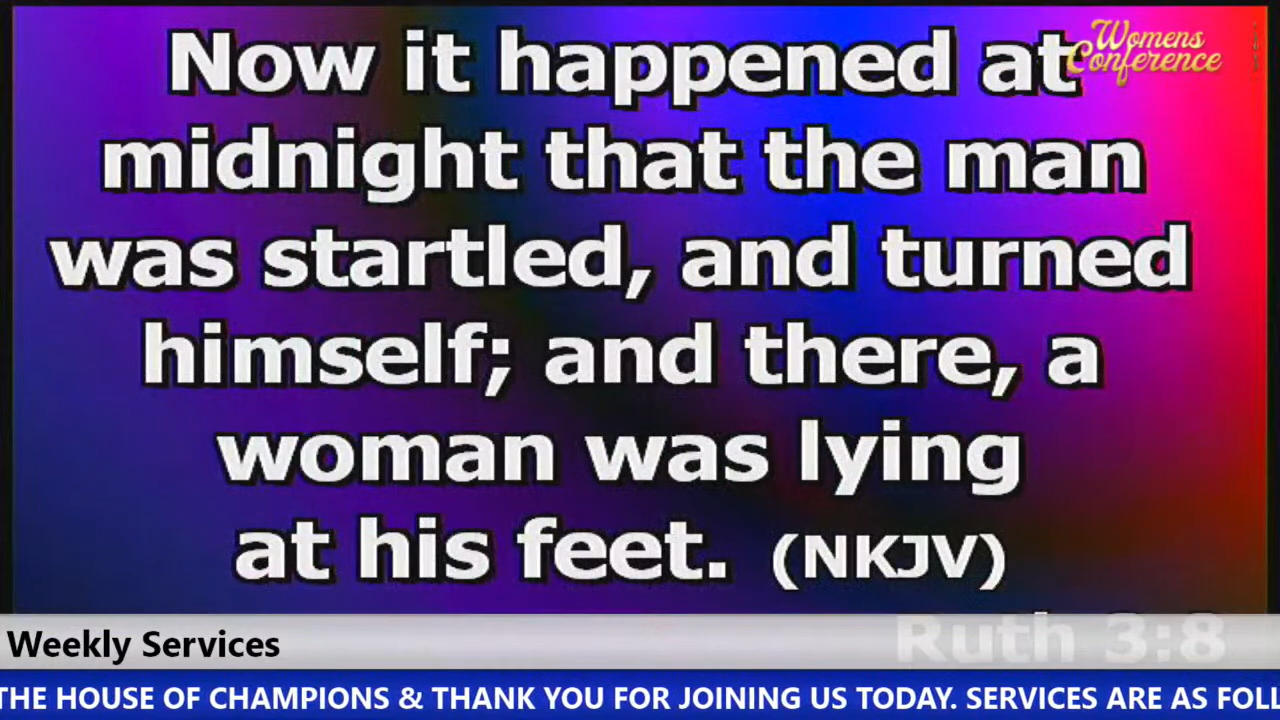 Now it happened at
Womens
Conference
midnight that the man
was startled, and turned
himself; and there, a
woman was lying
at his feet. (NKJV)
Ruth 3:8
Weekly Services
THE HOUSE OF CHAMPIONS & THANK YOU FOR JOINING US TODAY. SERVICES ARE AS